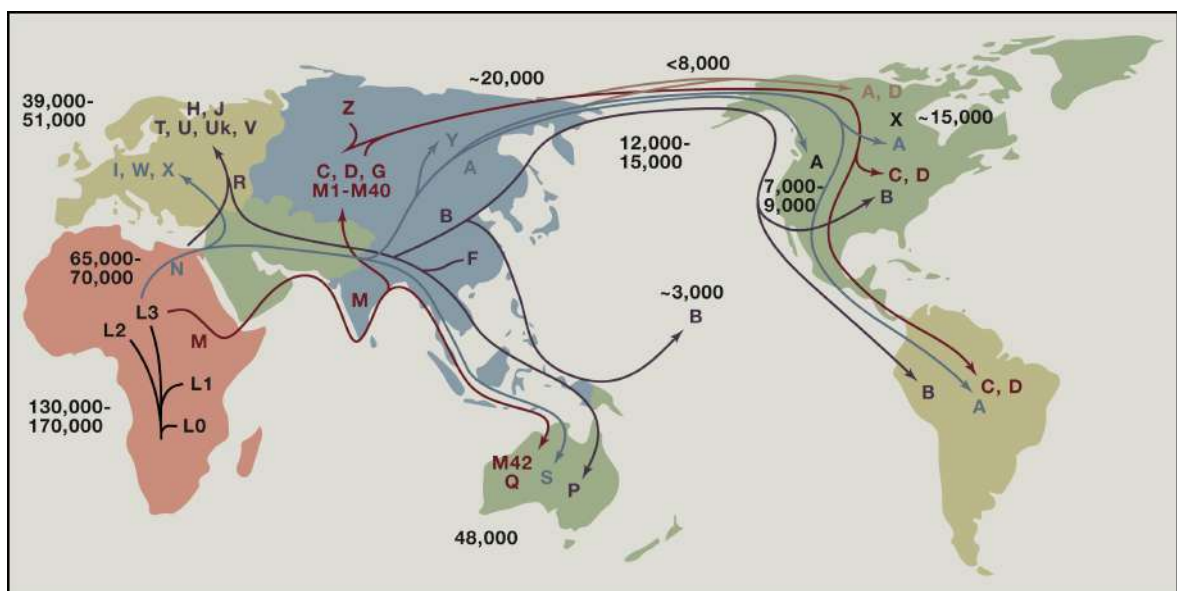 ~20,000
<8,000
39,000-
51,000
H, J
T, U, Uk, V
Z
A, D
X
~15,000
I, W, X
R
C, D, G
M1-M40
Y
A
12,000-
15,000
A
A
C, D
7,000-
9,000
B
B
65,000-
70,000
N
F
M
~3,000
B
L3
L2
M
L1
L0
130,000-
170,000
B
C, D
A
M42
Q
S
P
48,000